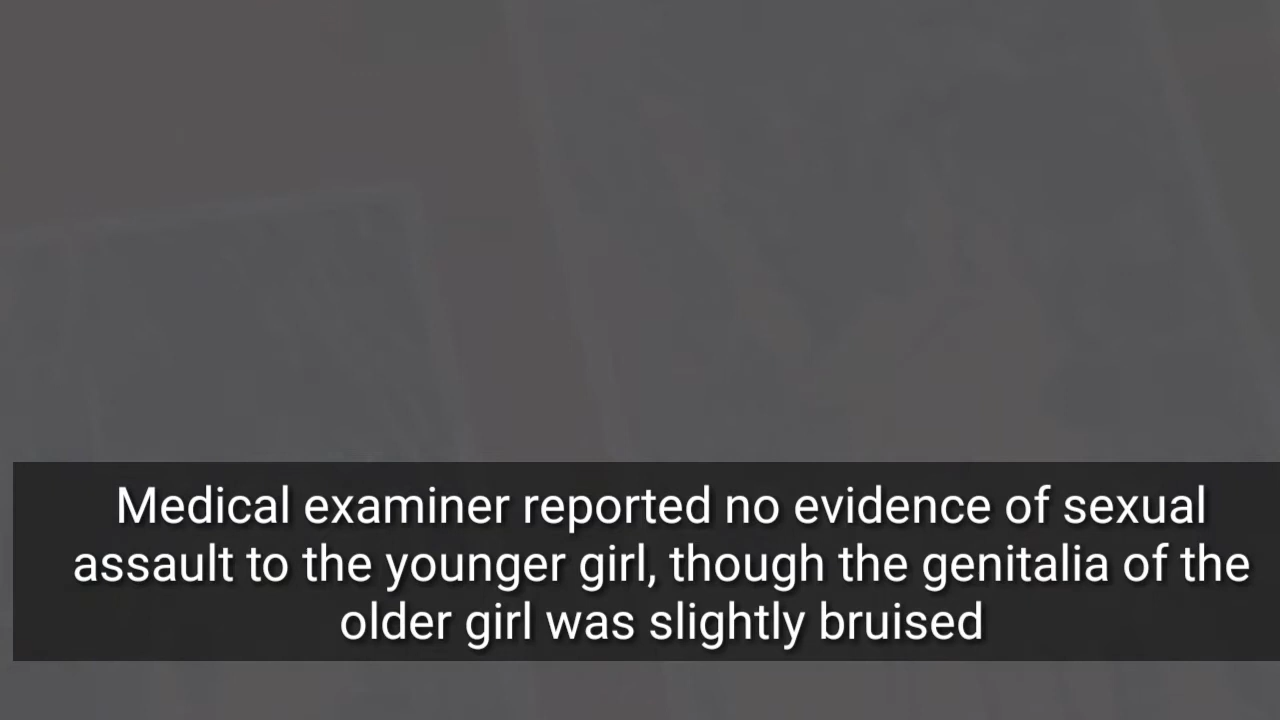 Medical examiner reported no evidence of sexual
assault to the younger girl, though the genitalia of the
older girl was slightly bruised